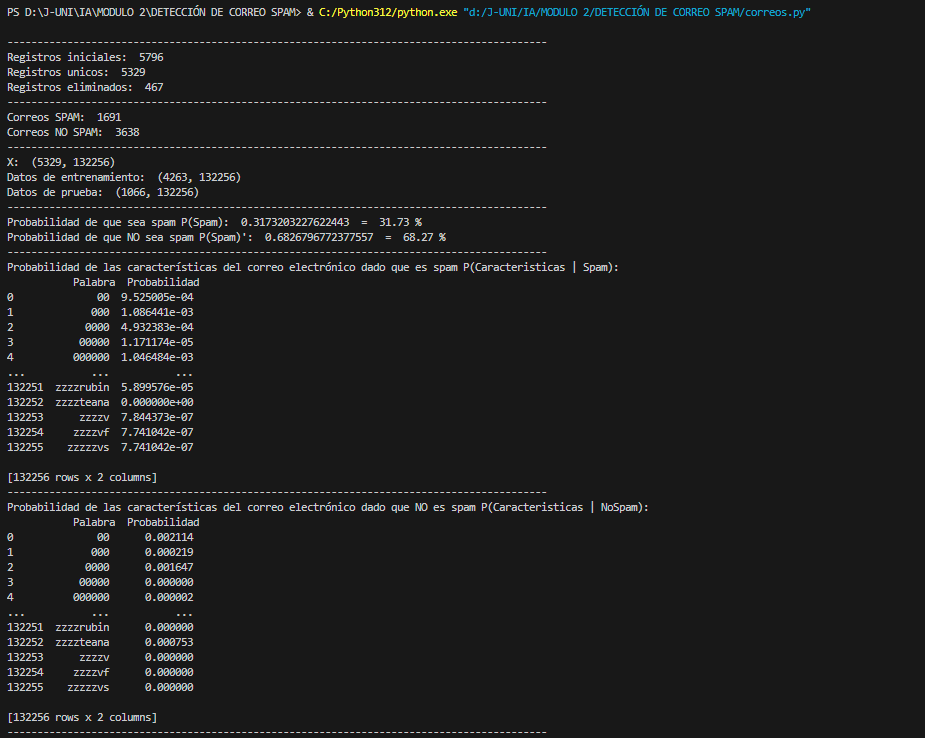 PS D:\J-UNI\IA\MODULO 2\DETECCIÓN DE CORREO SPAM> & C:/Python312/python.exe "d:/J-UNI/IA/MODULO 2/DETECCIÓN DE CORREO SPAM/correos.py"
------------------------------------------------------------------------------------------
Registros iniciales:  5796
Registros unicos:  5329
Registros eliminados:  467
------------------------------------------------------------------------------------------
Correos SPAM:  1691
Correos NO SPAM:  3638
------------------------------------------------------------------------------------------
X:  (5329, 132256)
Datos de entrenamiento:  (4263, 132256)
Datos de prueba:  (1066, 132256)
------------------------------------------------------------------------------------------
Probabilidad de que sea spam P(Spam):  0.3173203227622443  =  31.73 %
Probabilidad de que NO sea spam P(Spam)':  0.6826796772377557  =  68.27 %
------------------------------------------------------------------------------------------
Probabilidad de las características del correo electrónico dado que es spam P(Caracteristicas | Spam):
           Palabra  Probabilidad
0               00  9.525005e-04
1              000  1.086441e-03
2             0000  4.932383e-04
3            00000  1.171174e-05
4           000000  1.046484e-03
...            ...           ...
132251  zzzzrubin  5.899576e-05
132252  zzzzteana  0.000000e+00
132253      zzzzv  7.844373e-07
132254     zzzzvf  7.741042e-07
132255    zzzzzvs  7.741042e-07

[132256 rows x 2 columns]
------------------------------------------------------------------------------------------
Probabilidad de las características del correo electrónico dado que NO es spam P(Caracteristicas | NoSpam):
           Palabra  Probabilidad
0               00      0.002114
1              000      0.000219
2             0000      0.001647
3            00000      0.000000
4           000000      0.000002
...            ...           ...
132251  zzzzrubin      0.000000
132252  zzzzteana      0.000753
132253      zzzzv      0.000000
132254     zzzzvf      0.000000
132255    zzzzzvs      0.000000

[132256 rows x 2 columns]
------------------------------------------------------------------------------------------